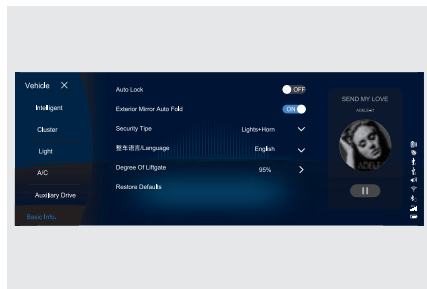 Vehicle
Intelligent
Cluster
Light
A/C
Auxiliary Drive
Basic Info.
Auto Lock
OFF
Exterior Mirror Auto Fold
ON
Security Tipe
Lights+Horn
整车语言/Language
English
Degree Of Liftgate
95%
Restore Defaults
SEND MY LOVE
ADELE